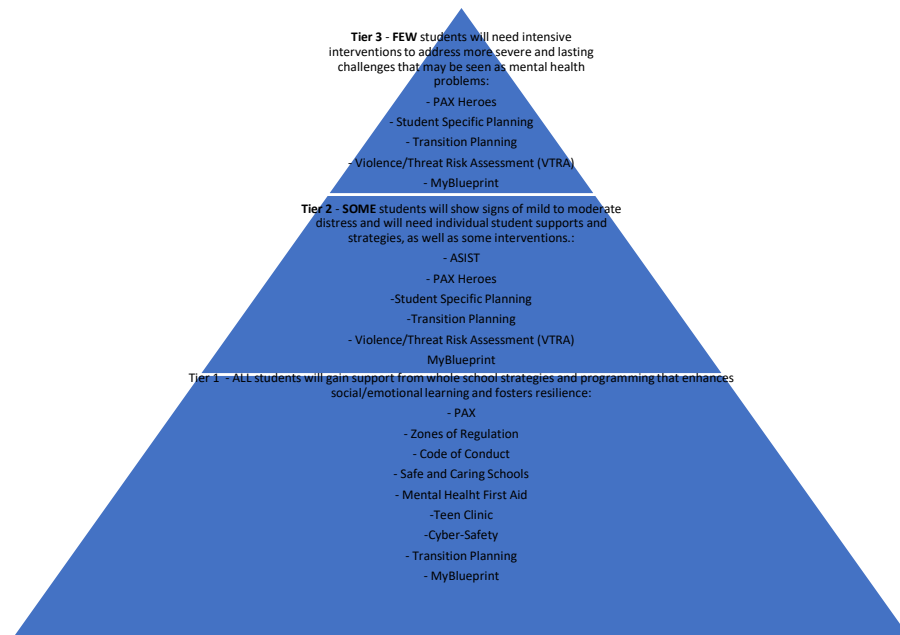 Tier 3 - FEW students will need intensive
interventions to address more severe and lasting
challenges that may be seen as mental health
problems:
- PAX Heroes
- Student Specific Planning
- Transition Planning
- Violence/Threat Risk Assessment (VTRA)
- MyBlueprint
Tier 2 - SOME students will show signs of mild to moderate
distress and will need individual student supports and
strategies, as well as some interventions.:
- ASIST
- PAX Heroes
-Student Specific Planning
-Transition Planning
- Violence/Threat Risk Assessment (VTRA)
MyBlueprint
Tier 1 - ALL students will gain support from whole school strategies and programming that enhances
social/emotional learning and fosters resilience:
- PAX
- Zones of Regulation
- Code of Conduct
- Safe and Caring Schools
- Mental Healht First Aid
-Teen Clinic
-Cyber-Safety
- Transition Planning
- MyBlueprint